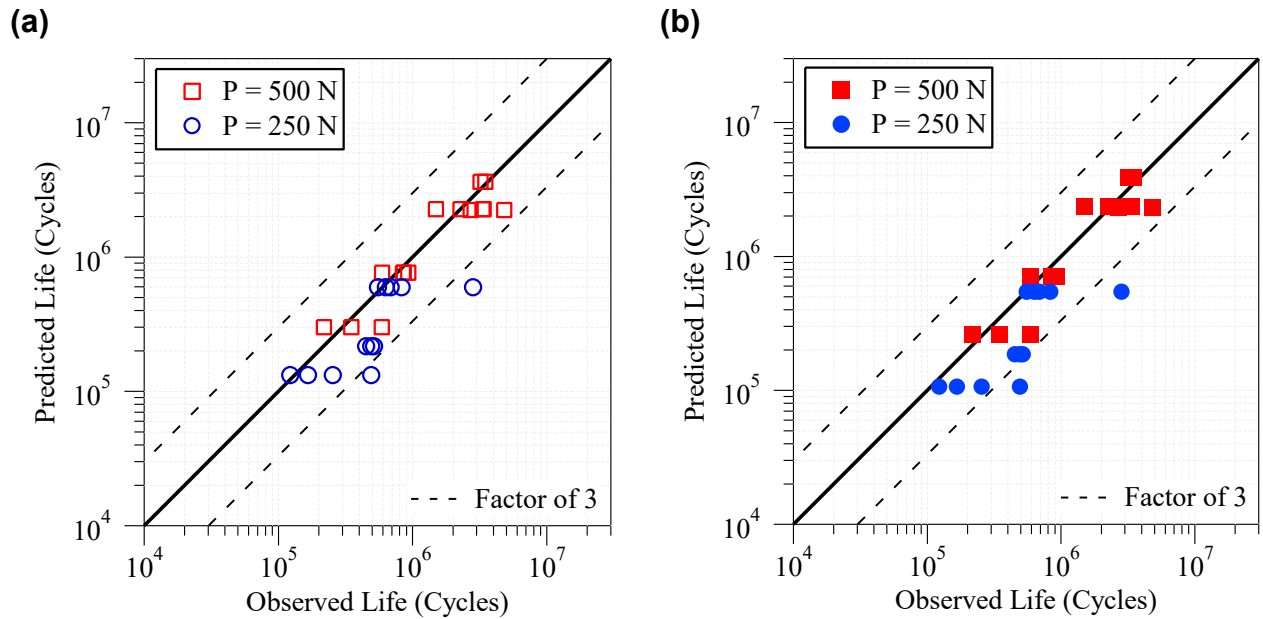 (a)
P = 500 N
P = 250 N
10^7
10^6
10^5
10^4
Predicted Life (Cycles)
Factor of 3
10^4
10^5
10^6
10^7
Observed Life (Cycles)
(b)
P = 500 N
P = 250 N
10^7
10^6
10^5
10^4
Predicted Life (Cycles)
Factor of 3
10^4
10^5
10^6
10^7
Observed Life (Cycles)